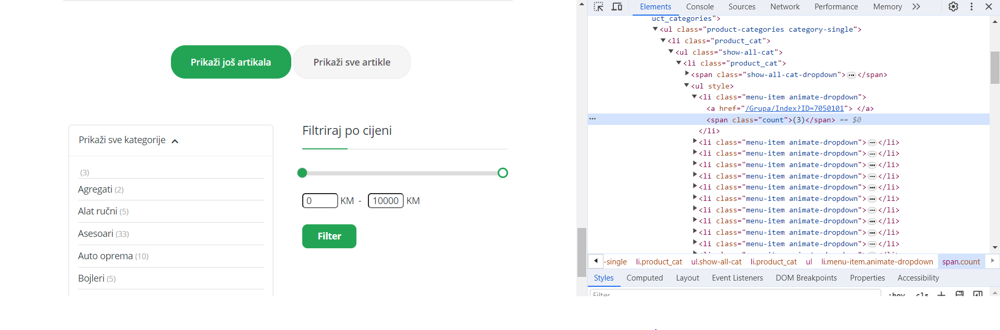 Prikaži još artikala
Prikaži sve artikle
Prikaži sve kategorije
(3)
Agregati (2)
Alat ručni (5)
Asesoari (33)
Auto oprema (10)
Bojleri (5)
Filtriraj po cijeni
0 KM - 10000 KM
Filter
Elements Console Sources Network Performance Memory
uct_categories">
<ul class="product-categories category-single">
<li class="product_cat">
<ul class="show-all-cat">
<li class="product_cat">
<span class="show-all-cat-dropdown">…</span>
<ul style>
<li class="menu-item animate-dropdown">
<a href="/Grupa/Index?ID=7050101"> </a>
<span class="count">(3)</span> == $0
</li>
<li class="menu-item animate-dropdown">…</li>
<li class="menu-item animate-dropdown">…</li>
<li class="menu-item animate-dropdown">…</li>
<li class="menu-item animate-dropdown">…</li>
<li class="menu-item animate-dropdown">…</li>
<li class="menu-item animate-dropdown">…</li>
<li class="menu-item animate-dropdown">…</li>
<li class="menu-item animate-dropdown">…</li>
<li class="menu-item animate-dropdown">…</li>
<li class="menu-item animate-dropdown">…</li>
-single li.product_cat ul.show-all-cat li.product_cat ul li.menu-item.animate-dropdown span.count
Styles Computed Layout Event Listeners DOM Breakpoints Properties Accessibility
Filter :hov .cls